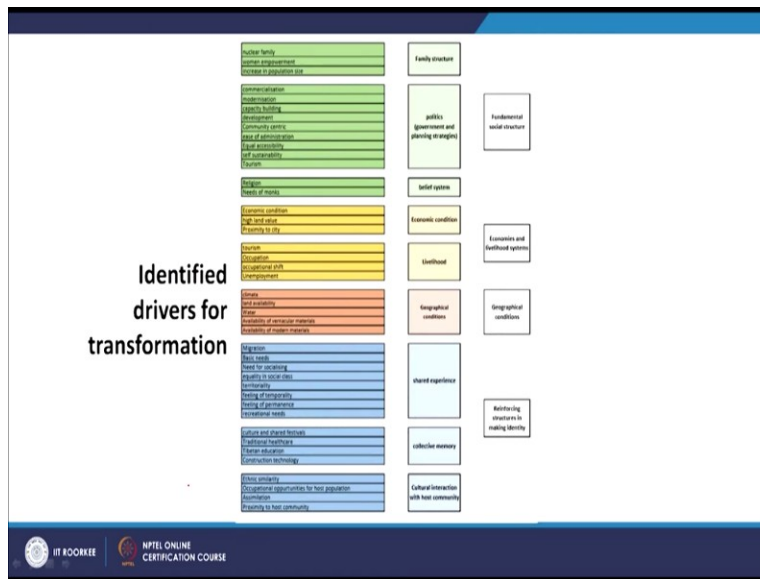 Identified
drivers for
transformation
nuclear family
women empowerment
increase in population size
Family structure
commercialisation
modernisation
capacity building
development
Community centric
ease of administration
Equal accessibility
self sustainability
Tourism
politics
(government and
planning strategies)
Fundamental
social structure
Religion
Needs of monks
belief system
Economic condition
high land value
Proximity to city
Economic condition
tourism
Occupation
occupational shift
Unemployment
Livelihood
Economies and
livelihood systems
climate
land availability
Water
Availability of vernacular materials
Availability of modern materials
Geographical
conditions
Geographical
conditions
Migration
Basic needs
Need for socialising
equality in social class
territoriality
feeling of temporality
feeling of permanence
recreational needs
shared experience
culture and shared festivals
Traditional healthcare
Tibetan education
Construction technology
collective memory
Reinforcing
structures in
making identity
Ethnic similarity
Occupational oppurtunities for host population
Assimilation
Proximity to host community
Cultural interaction
with host community
IIT ROORKEE
NPTEL ONLINE
CERTIFICATION COURSE